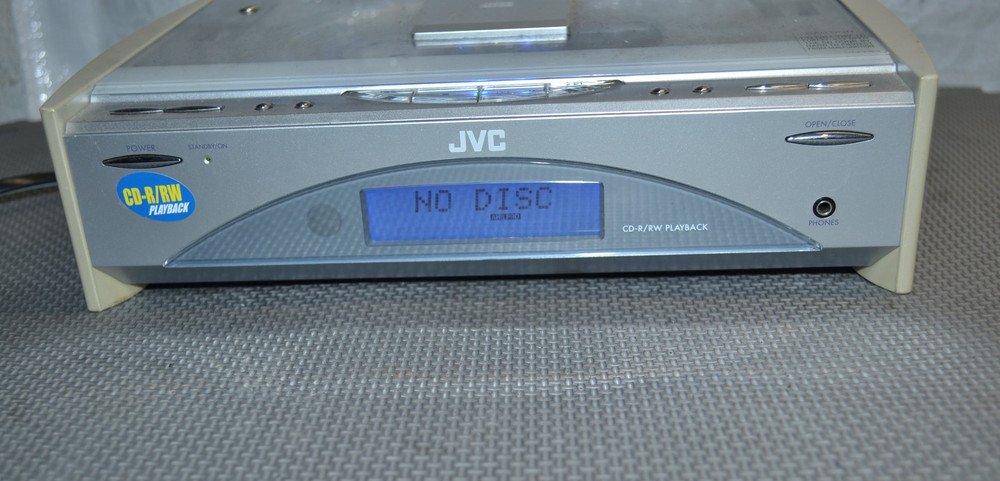 JVC
OPEN/CLOSE
POWER
STANDBY/ON
CD-R/RW
PLAYBACK
NO DISC
CD-R/RW PLAYBACK
PHONES